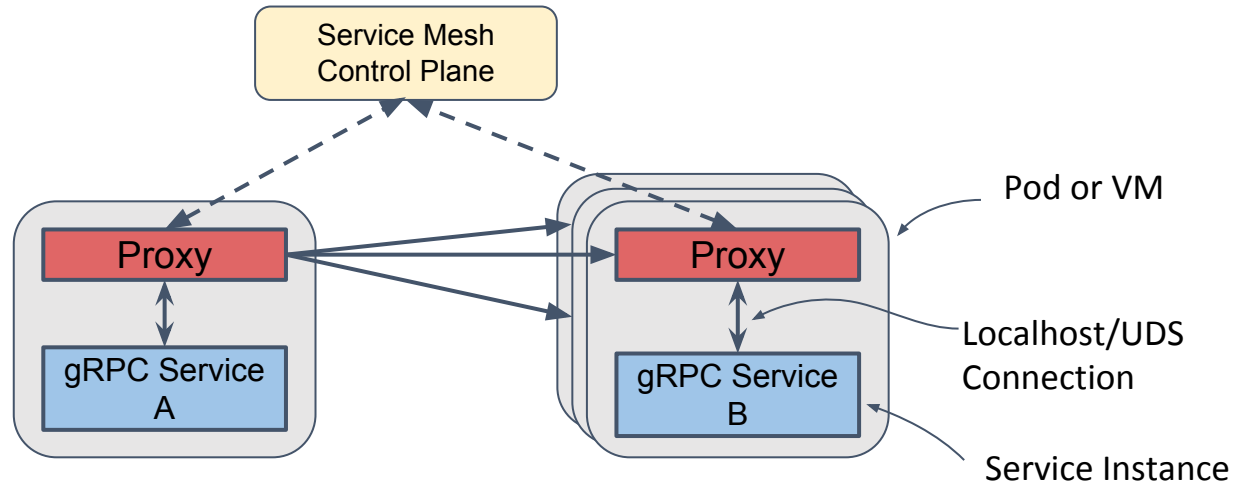 Service Mesh
Control Plane
Pod or VM
Proxy
Proxy
Localhost/UDS
Connection
gRPC Service
A
gRPC Service
B
Service Instance